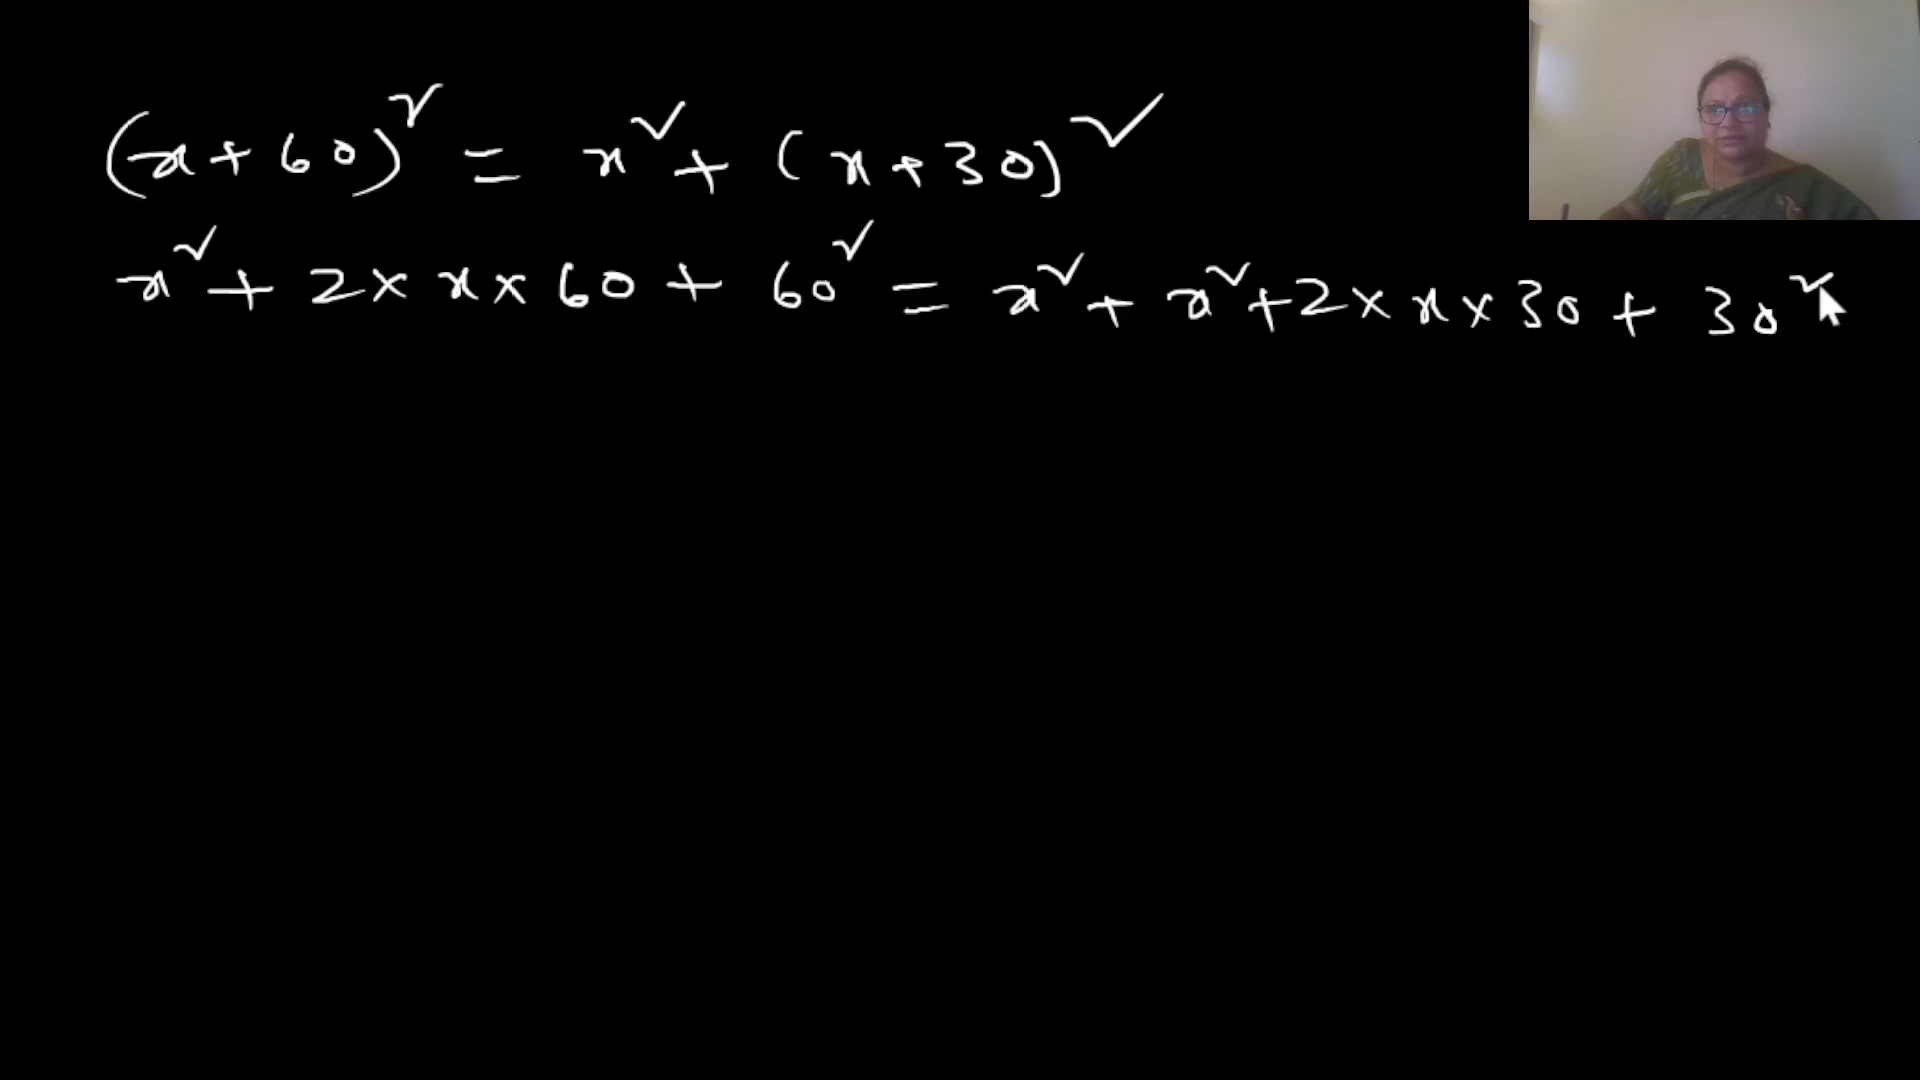 (x+60)² = x² + (x+30)²
x² + 2 × x × 60 + 60² = x² + x² + 2 × x × 30 + 30²